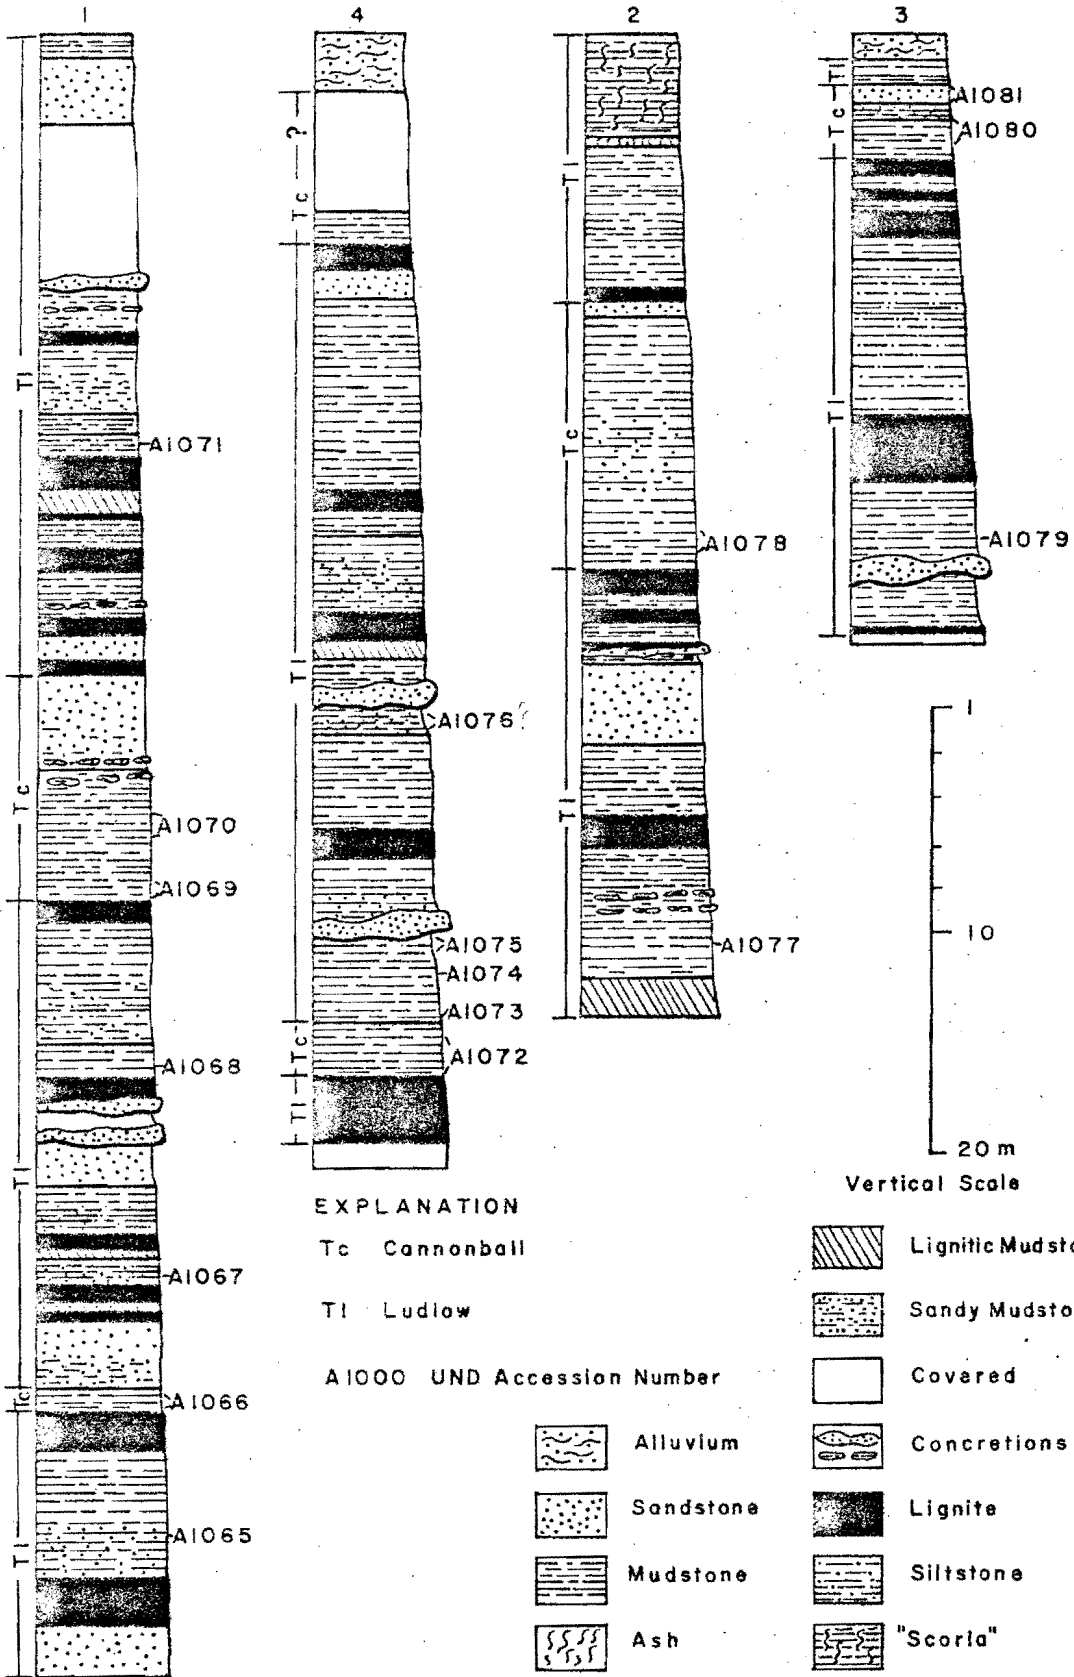 1 4 2 3
Tl
A1071
Tc
A1070
A1069
Tl
A1068
A1067
Tc
A1066
Tl
A1065
Tc ?
Tl
A1076
A1075
A1074
A1073
Tc
A1072
Tl
Tl
Tc
A1078
Tl
A1077
Tl
A1081
Tc
A1080
Tl
A1079
1
10
20 m
Vertical Scale
EXPLANATION
Tc Cannonball
Tl Ludlow
A1000 UND Accession Number
Alluvium
Sandstone
Mudstone
Ash
Lignitic Mudsto
Sandy Mudsto
Covered
Concretions
Lignite
Siltstone
"Scoria"